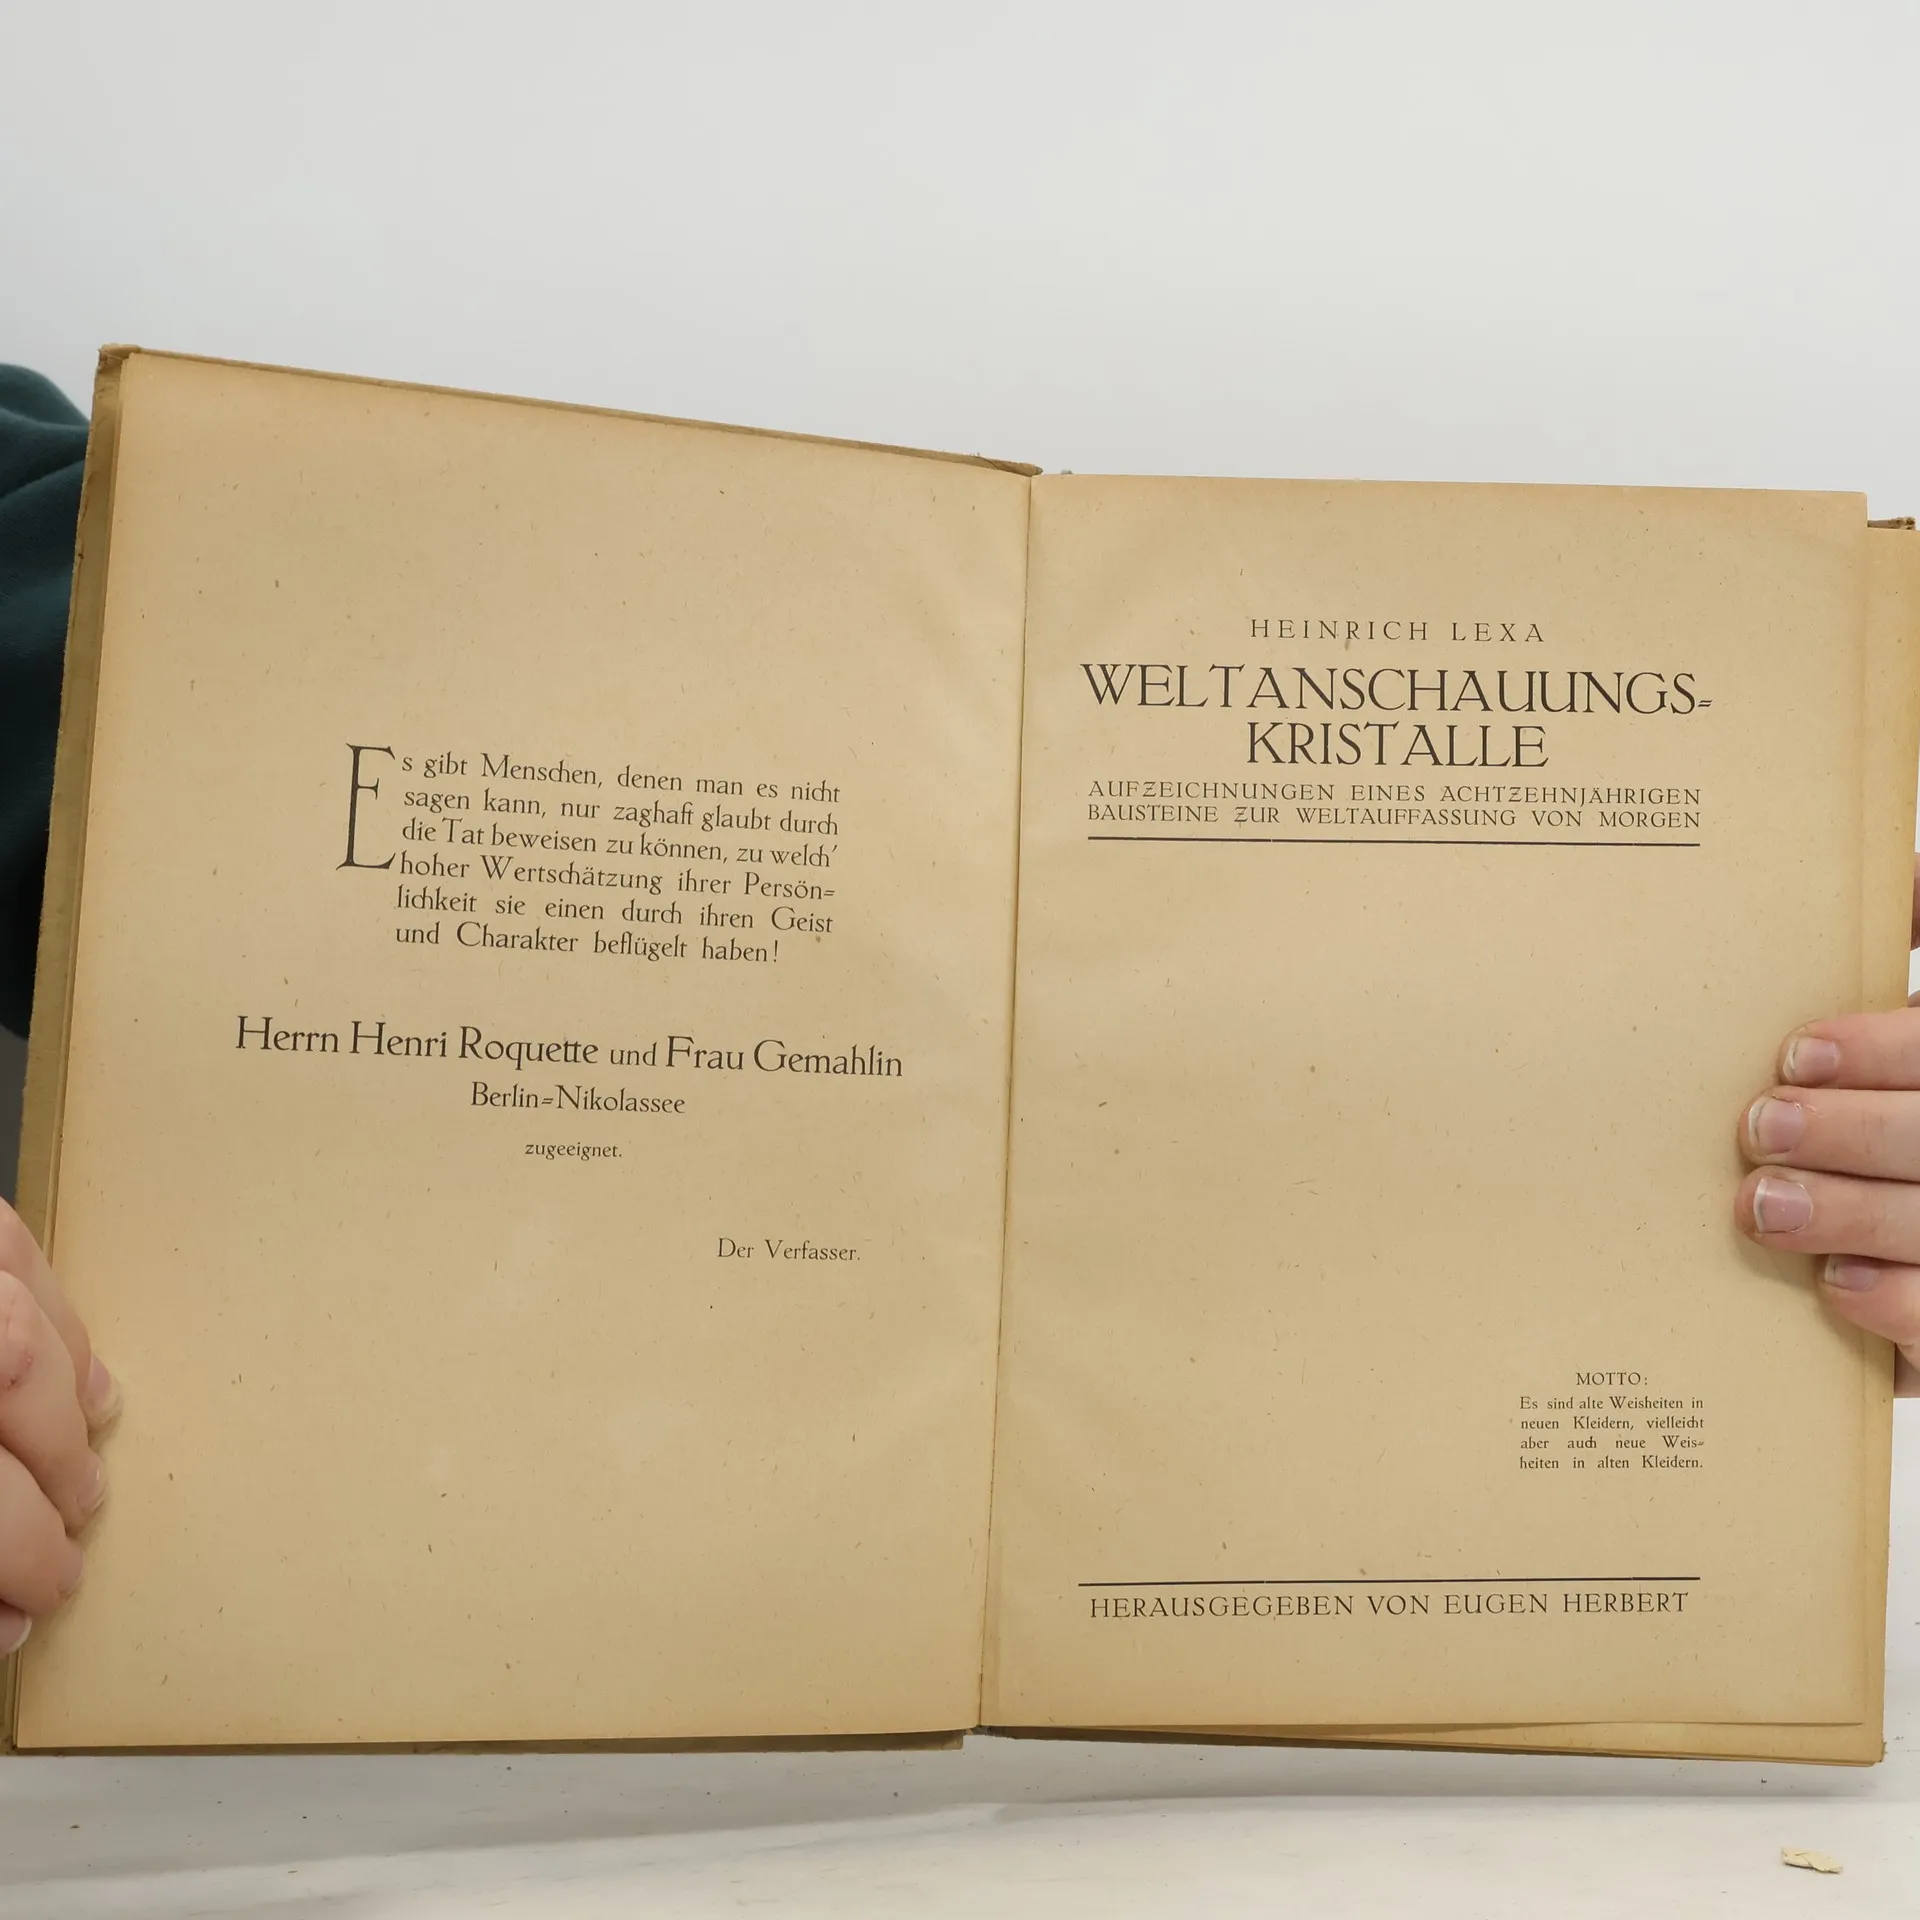 Es gibt Menschen, denen man es nicht
sagen kann, nur zaghaft glaubt durch
die Tat beweisen zu können, zu welch'
hoher Wertschätzung ihrer Persön=
lichkeit sie einen durch ihren Geist
und Charakter beflügelt haben!
Herrn Henri Roquette und Frau Gemahlin
Berlin=Nikolassee
zugeeignet.
Der Verfasser.
HEINRICH LEXA
WELTANSCHAUUNGS=
KRISTALLE
AUFZEICHNUNGEN EINES ACHTZEHNJÄHRIGEN
BAUSTEINE ZUR WELTAUFFASSUNG VON MORGEN
MOTTO:
Es sind alte Weisheiten in
neuen Kleidern, vielleicht
aber auch neue Weis=
heiten in alten Kleidern.
HERAUSGEGEBEN VON EUGEN HERBERT